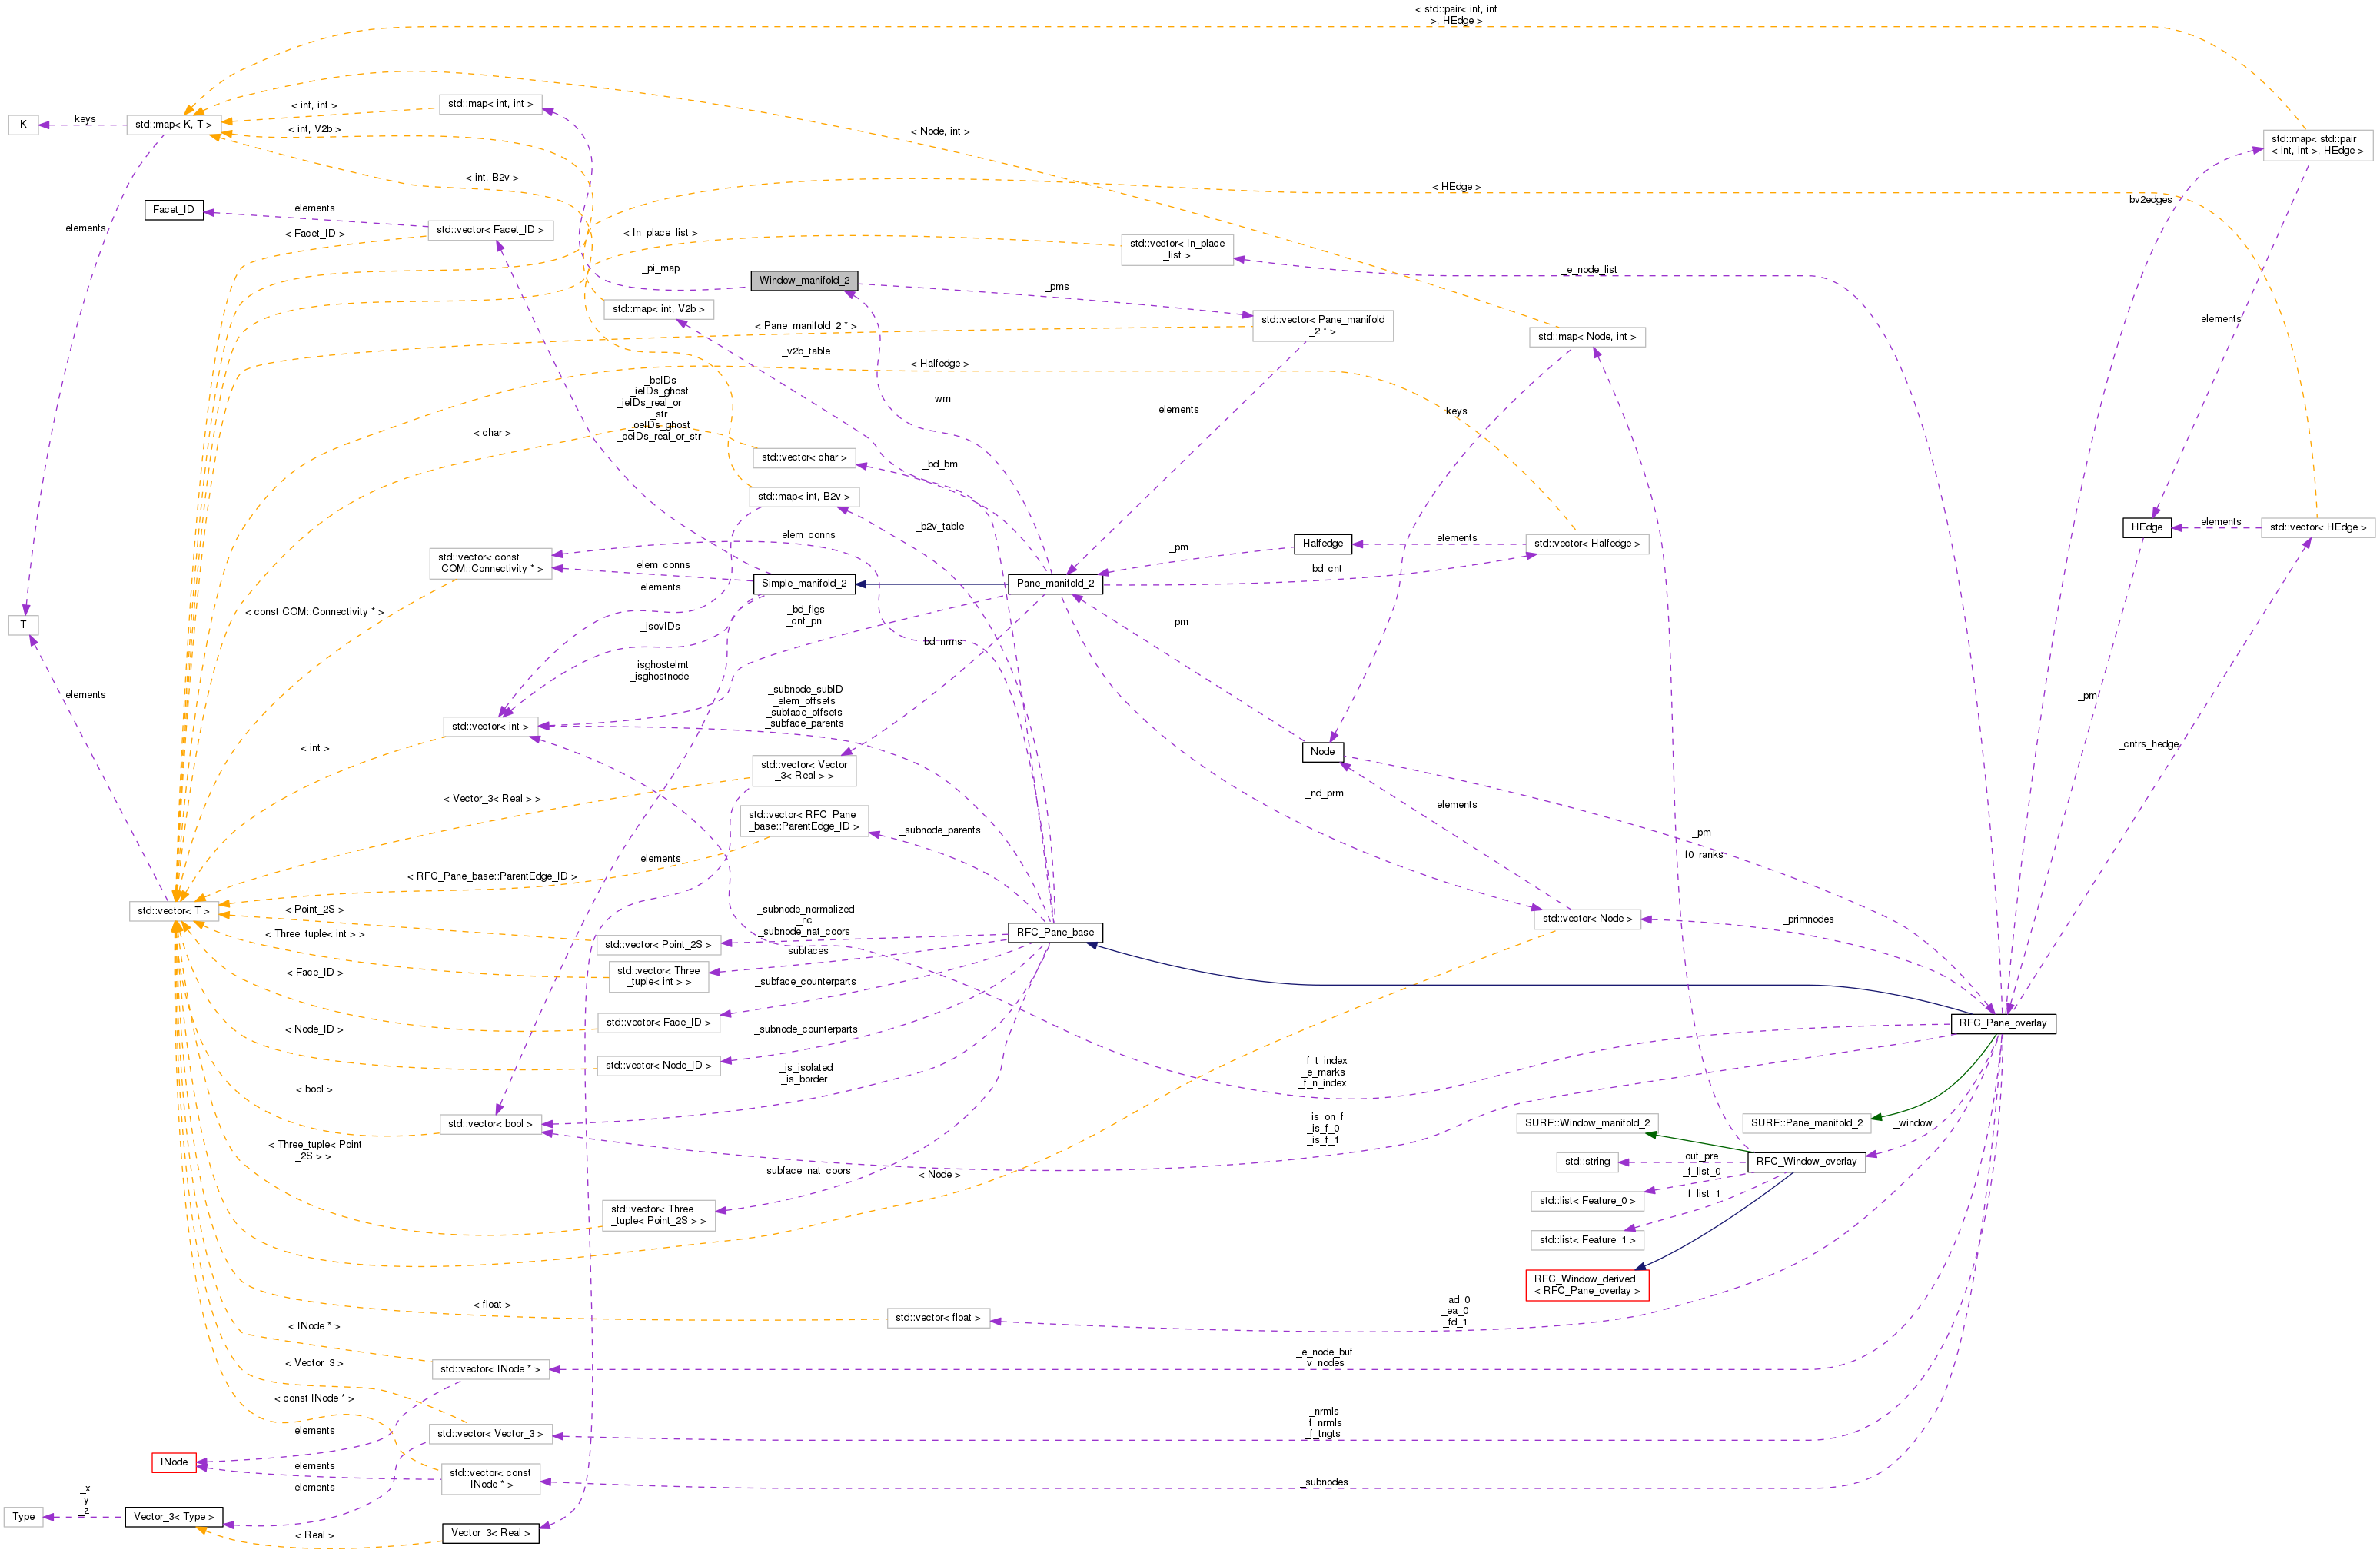 < std::pair< int, int
>, HEdge >
std::map< int, int >
< int, int >
K
keys
std::map< K, T >
< int, V2b >
< Node, int >
std::map< std::pair
< int, int >, HEdge >
< int, B2v >
< HEdge >
_bv2edges
Facet_ID
elements
std::vector< Facet_ID >
elements
< Facet_ID >
< In_place_list >
std::vector< In_place
_list >
_e_node_list
_pi_map
Window_manifold_2
_pms
std::map< int, V2b >
std::vector< Pane_manifold
_2 * >
elements
< Pane_manifold_2 * >
std::map< Node, int >
_v2b_table
< Halfedge >
_beIDs
_ieIDs_ghost
_ieIDs_real_or
_str
_oeIDs_ghost
_oeIDs_real_or_str
_wm
elements
keys
< char >
std::vector< char >
_bd_bm
std::map< int, B2v >
_b2v_table
HEdge
elements
std::vector< HEdge >
_elem_conns
std::vector< const
COM::Connectivity * >
_elem_conns
elements
Simple_manifold_2
_pm
Halfedge
elements
std::vector< Halfedge >
Pane_manifold_2
_bd_cnt
T
< const COM::Connectivity * >
_isovIDs
_bd_flgs
_cnt_pn
_bd_nrms
_pm
elements
_isghostelmt
_isghostnode
_subnode_subID
_elem_offsets
_subface_offsets
_subface_parents
_pm
std::vector< int >
< int >
std::vector< Vector
_3< Real > >
Node
_cntrs_hedge
< Vector_3< Real > >
_nd_prm
elements
std::vector< RFC_Pane
_base::ParentEdge_ID >
_subnode_parents
_pm
_f0_ranks
elements
< RFC_Pane_base::ParentEdge_ID >
std::vector< T >
< Point_2S >
_subnode_normalized
_nc
_subnode_nat_coors
RFC_Pane_base
std::vector< Node >
_primnodes
< Three_tuple< int > >
std::vector< Point_2S >
_subfaces
< Face_ID >
std::vector< Three
_tuple< int > >
_subface_counterparts
std::vector< Face_ID >
RFC_Pane_overlay
< Node_ID >
_subnode_counterparts
std::vector< Node_ID >
_f_t_index
_e_marks
_f_n_index
< bool >
_is_isolated
_is_border
std::vector< bool >
_is_on_f
_is_f_0
_is_f_1
SURF::Window_manifold_2
SURF::Pane_manifold_2
_window
< Three_tuple< Point
_2S > >
_subface_nat_coors
< Node >
std::string
out_pre
RFC_Window_overlay
_f_list_0
std::list< Feature_0 >
_f_list_1
std::vector< Three
_tuple< Point_2S > >
std::list< Feature_1 >
RFC_Window_derived
< RFC_Pane_overlay >
< float >
std::vector< float >
_ad_0
_ea_0
_fd_1
< INode * >
_e_node_buf
_v_nodes
< Vector_3 >
std::vector< INode * >
< const INode * >
_nrmls
_f_nrmls
_f_tngts
elements
std::vector< Vector_3 >
INode
elements
std::vector< const
INode * >
_subnodes
elements
_x
_y
_z
Type
Vector_3< Type >
< Real >
Vector_3< Real >